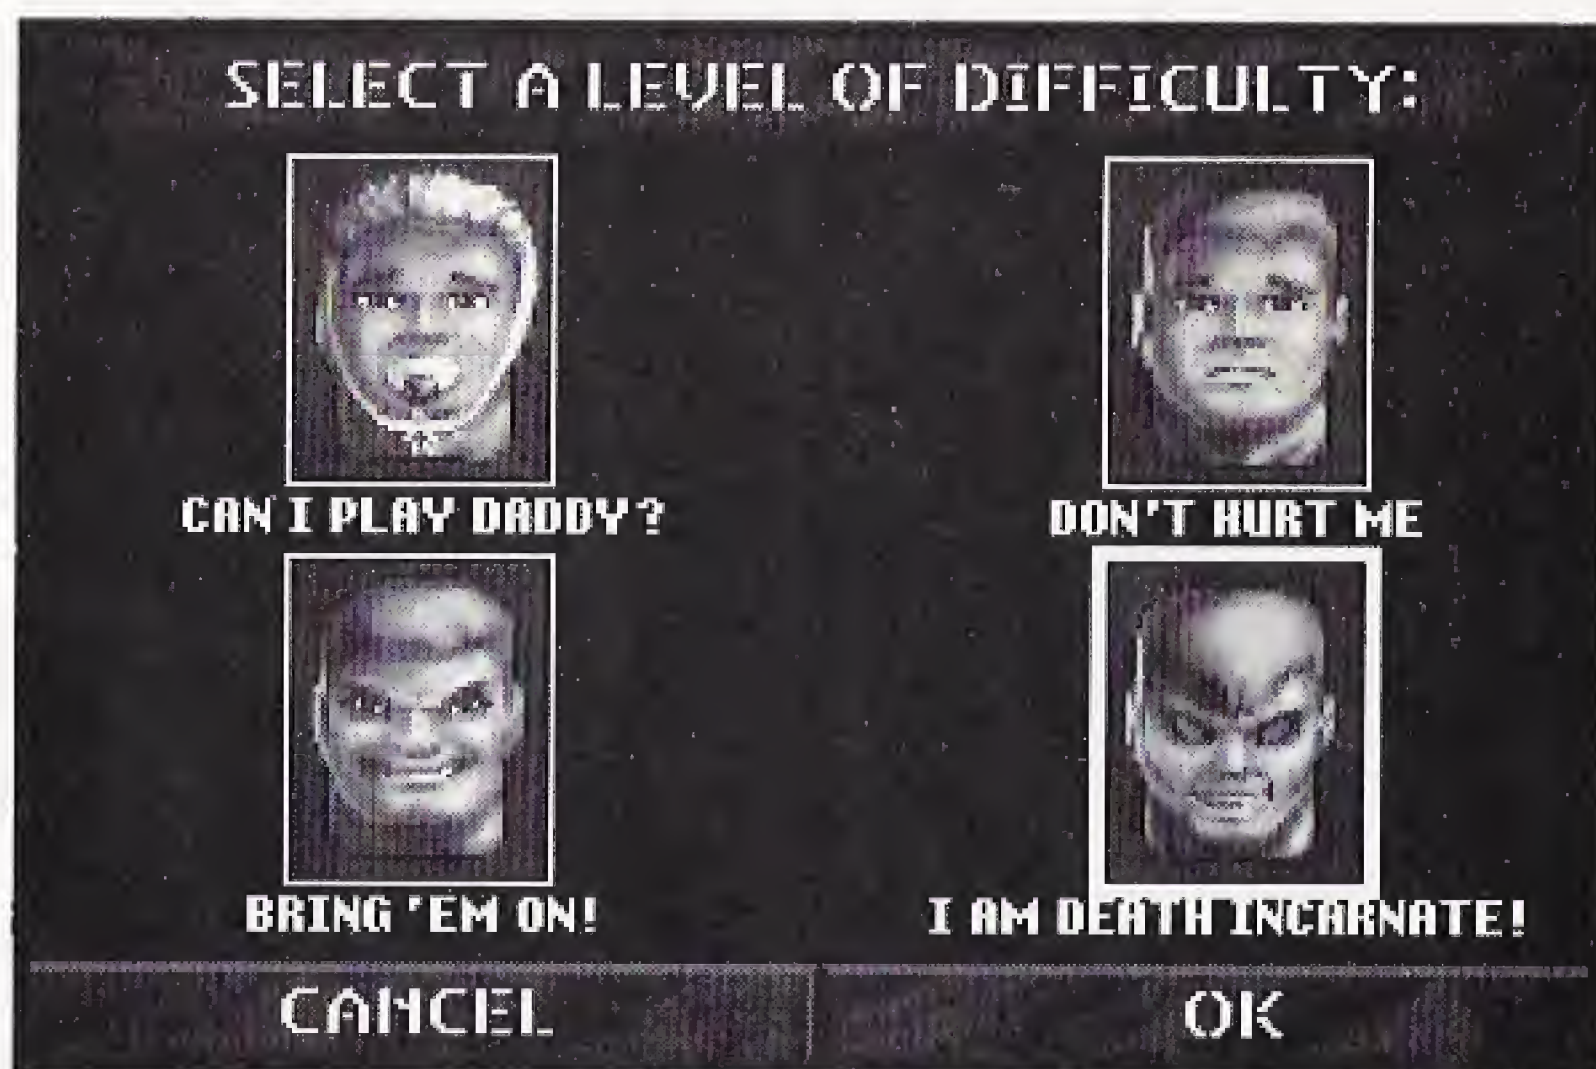 SELECT A LEVEL OF DIFFICULTY:
CAN I PLAY DADDY?
DON'T HURT ME
BRING 'EM ON!
I AM DEATH INCARNATE!
CANCEL
OK